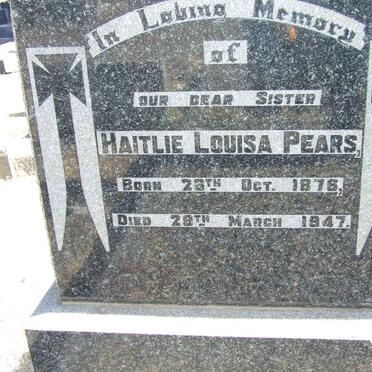 In Loving Memory
of
OUR DEAR SISTER
HAITLIE LOUISA PEARS,
BORN 26TH OCT. 1876,
DIED 29TH MARCH 1947.